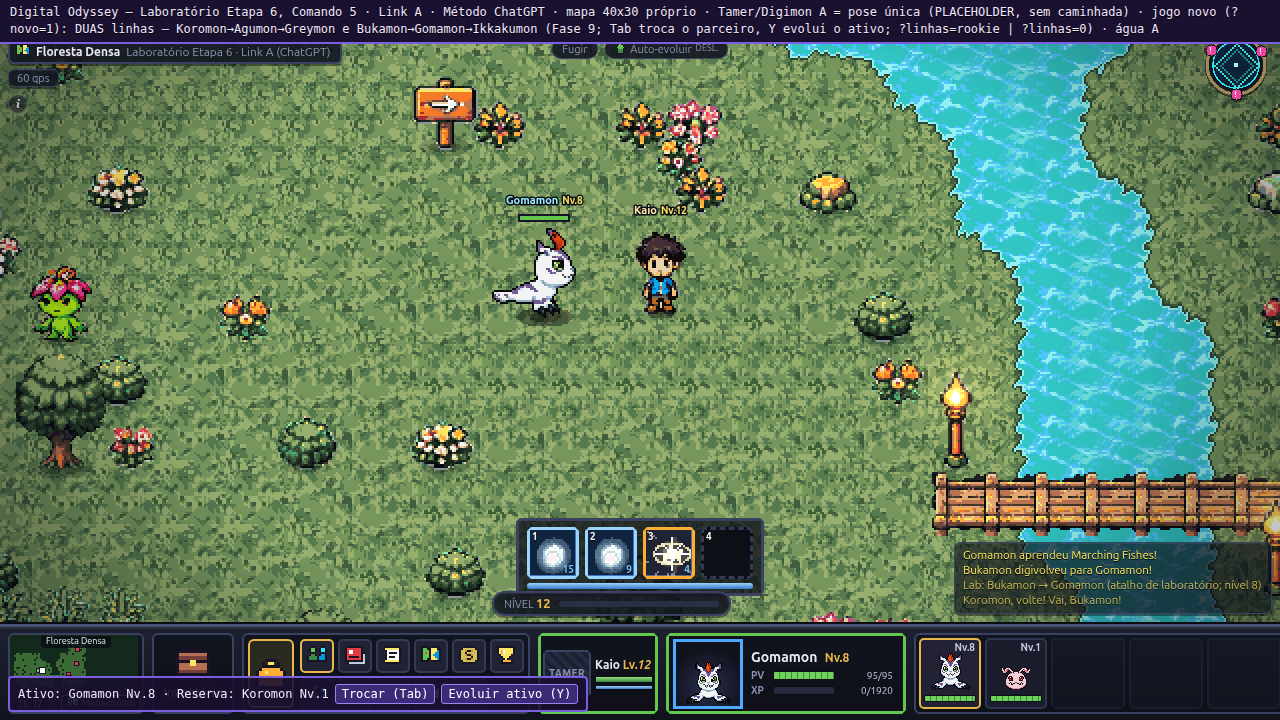 Digital Odyssey — Laboratório Etapa 6, Comando 5 · Link A · Método ChatGPT · mapa 40x30 próprio · Tamer/Digimon A = pose única (PLACEHOLDER, sem caminhada) · jogo novo (?
novo=1): DUAS linhas — Koromon→Agumon→Greymon e Bukamon→Gomamon→Ikkakumon (Fase 9; Tab troca o parceiro, Y evolui o ativo; ?linhas=rookie | ?linhas=0) · água A
Floresta Densa Laboratório Etapa 6 · Link A (ChatGPT)
Fugir
Auto-evoluir DESL.
60 qps
i
Gomamon Nv.8
Kaio Nv.12
1 15
2 9
3 4
4
NÍVEL 12
Gomamon aprendeu Marching Fishes!
Bukamon digivolveu para Gomamon!
Lab: Bukamon → Gomamon (atalho de laboratório; nível 8)
Koromon, volte! Vai, Bukamon!
Floresta Densa
TAMER
Kaio Lv.12
Gomamon Nv.8
PV 95/95
XP 0/1920
Nv.8
Nv.1
Ativo: Gomamon Nv.8 · Reserva: Koromon Nv.1 Trocar (Tab) Evoluir ativo (Y)